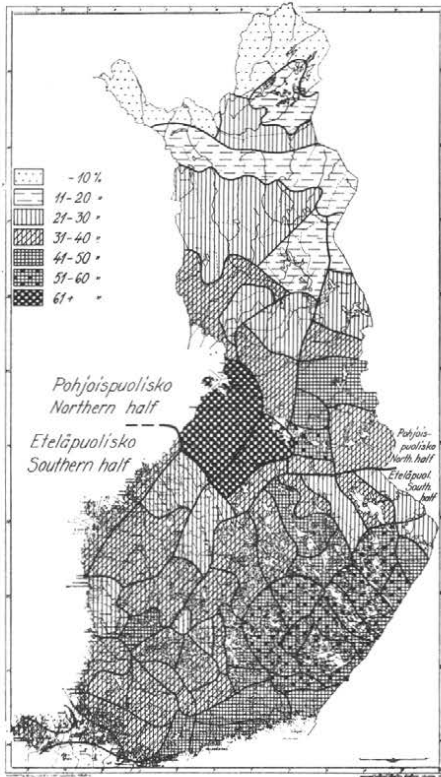 -10%
11-20 "
21-30 "
31-40 "
41-50 "
51-60 "
61+ "
Pohjoispuolisko
Northern half
Eteläpuolisko
Southern half
Pohjois-
puolisko
North. half
Eteläpuol.
South.
half